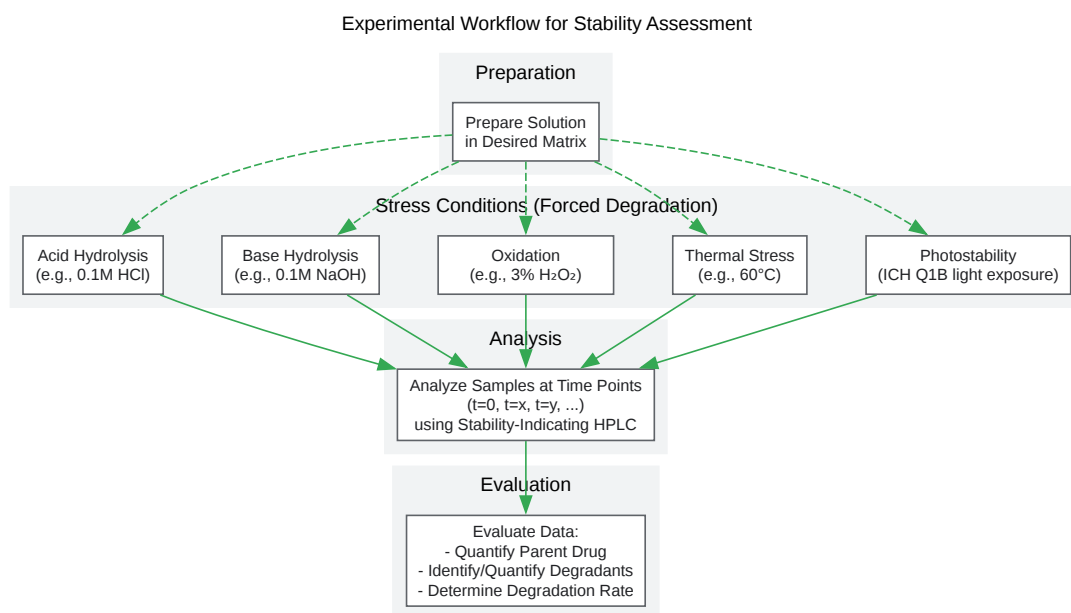 Experimental Workflow for Stability Assessment
Preparation
Prepare Solution
in Desired Matrix
Stress Conditions (Forced Degradation)
Acid Hydrolysis
(e.g., 0.1M HCl)
Base Hydrolysis
(e.g., 0.1M NaOH)
Oxidation
(e.g., 3% H₂O₂)
Thermal Stress
(e.g., 60°C)
Photostability
(ICH Q1B light exposure)
Analysis
Analyze Samples at Time Points
(t=0, t=x, t=y, ...)
using Stability-Indicating HPLC
Evaluation
Evaluate Data:
- Quantify Parent Drug
- Identify/Quantify Degradants
- Determine Degradation Rate